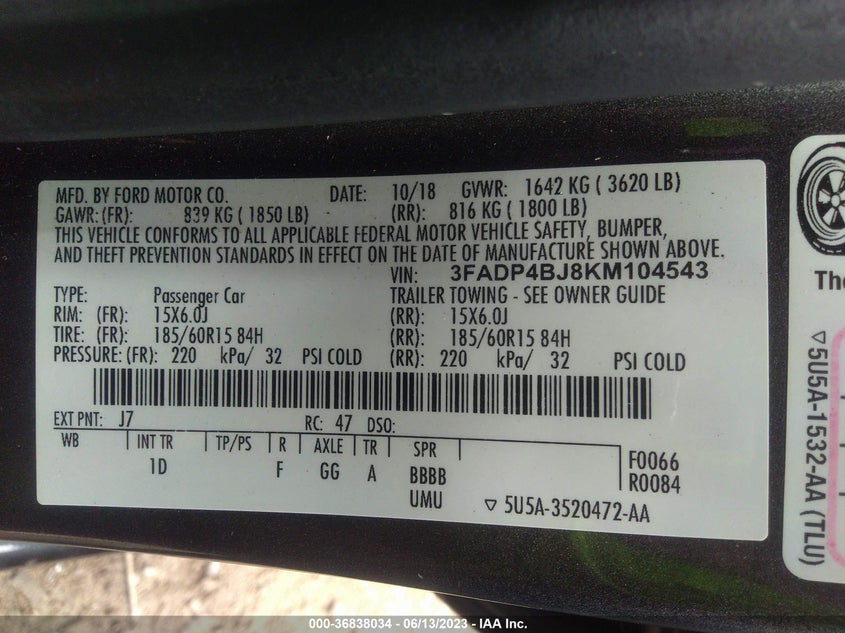 MFD. BY FORD MOTOR CO. DATE: 10/18 GVWR: 1642 KG ( 3620 LB)
GAWR: (FR): 839 KG ( 1850 LB) (RR): 816 KG ( 1800 LB)
THIS VEHICLE CONFORMS TO ALL APPLICABLE FEDERAL MOTOR VEHICLE SAFETY, BUMPER,
AND THEFT PREVENTION STANDARDS IN EFFECT ON THE DATE OF MANUFACTURE SHOWN ABOVE.
VIN: 3FADP4BJ8KM104543
TYPE: Passenger Car TRAILER TOWING - SEE OWNER GUIDE
RIM: (FR): 15X6.0J (RR): 15X6.0J
TIRE: (FR): 185/60R15 84H (RR): 185/60R15 84H
PRESSURE: (FR): 220 kPa/ 32 PSI COLD (RR): 220 kPa/ 32 PSI COLD
EXT PNT: J7 RC: 47 DSO:
WB INT TR TP/PS R AXLE TR SPR
1D F GG A BBBB
UMU
F0066
R0084
▽ 5U5A-3520472-AA
The
▽5U5A-1532-AA (TLU)
000-36838034 - 06/13/2023 - IAA Inc.